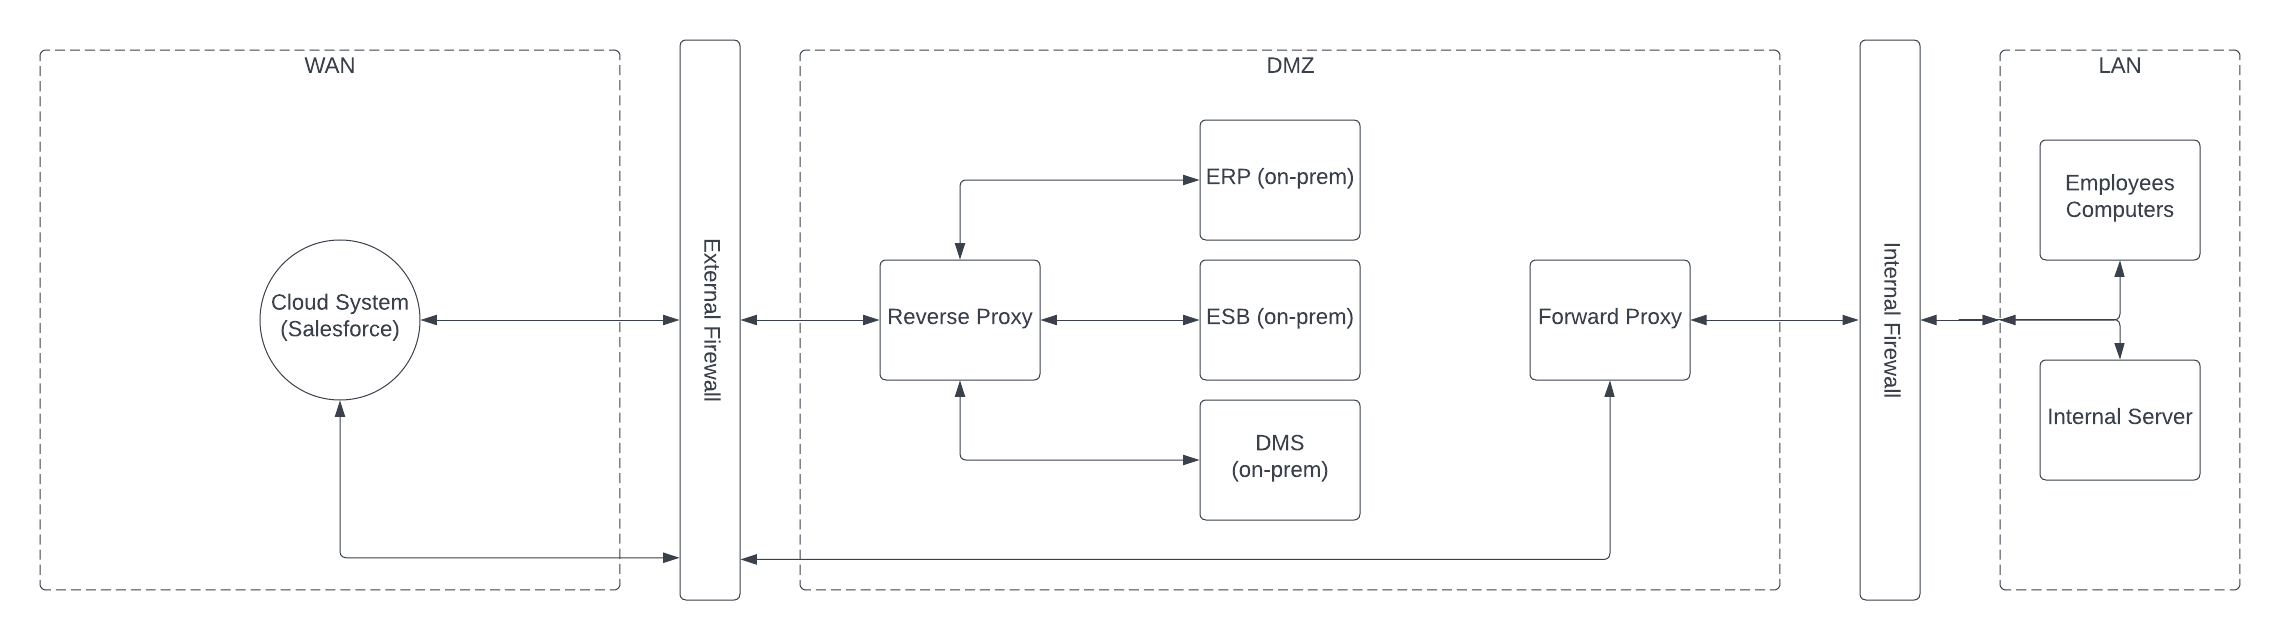 WAN
Cloud System
(Salesforce)
External Firewall
DMZ
ERP (on-prem)
Reverse Proxy
ESB (on-prem)
DMS
(on-prem)
Forward Proxy
Internal Firewall
LAN
Employees
Computers
Internal Server